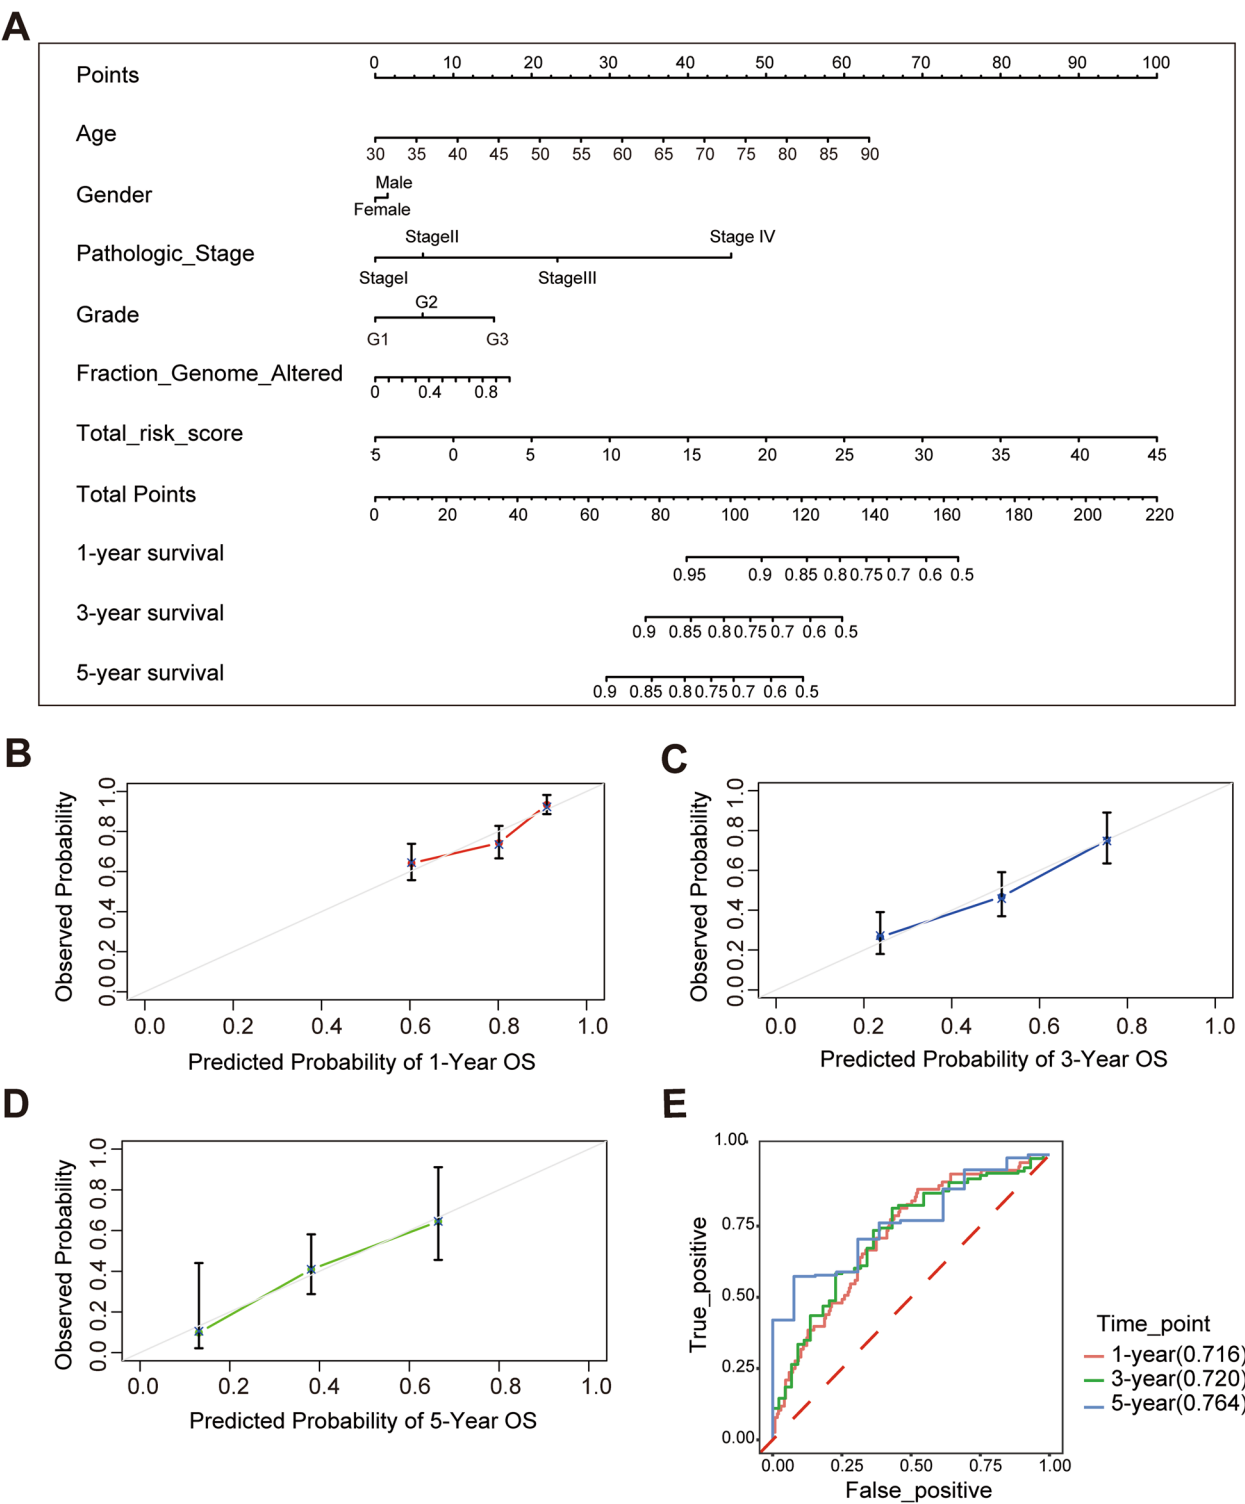 A
Points
0 10 20 30 40 50 60 70 80 90 100
Age
30 35 40 45 50 55 60 65 70 75 80 85 90
Gender
Male
Female
Pathologic_Stage
StageII Stage IV
StageI StageIII
Grade
G2
G1 G3
Fraction_Genome_Altered
0 0.4 0.8
Total_risk_score
5 0 5 10 15 20 25 30 35 40 45
Total Points
0 20 40 60 80 100 120 140 160 180 200 220
1-year survival
0.95 0.9 0.85 0.8 0.75 0.7 0.6 0.5
3-year survival
0.9 0.85 0.8 0.75 0.7 0.6 0.5
5-year survival
0.9 0.85 0.8 0.75 0.7 0.6 0.5
B
Observed Probability
0.0 0.2 0.4 0.6 0.8 1.0
0.0 0.2 0.4 0.6 0.8 1.0
Predicted Probability of 1-Year OS
C
Observed Probability
0.0 0.2 0.4 0.6 0.8 1.0
0.0 0.2 0.4 0.6 0.8 1.0
Predicted Probability of 3-Year OS
D
Observed Probability
0.0 0.2 0.4 0.6 0.8 1.0
0.0 0.2 0.4 0.6 0.8 1.0
Predicted Probability of 5-Year OS
E
True_positive
1.00
0.75
0.50
0.25
0.00
0.00 0.25 0.50 0.75 1.00
False_positive
Time_point
1-year(0.716)
3-year(0.720)
5-year(0.764)